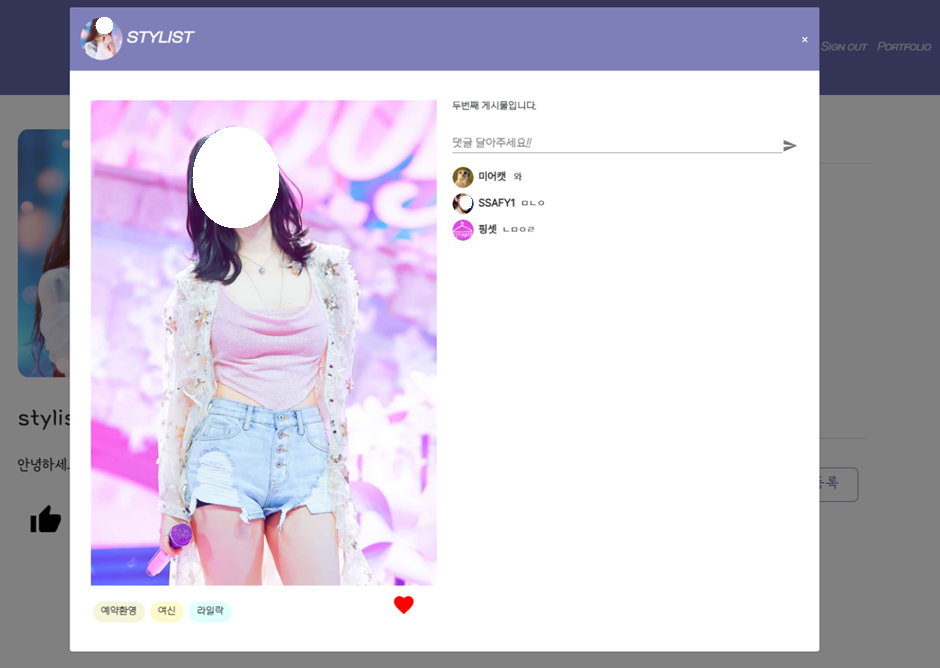 STYLIST
×
SIGN OUT PORTFOLIO
두번째 게시물입니다.
댓글 달아주세요!!
미어캣 와
SSAFY1 ㅁㄴㅇ
핑셋 ㄴㅁㅇㄹ
stylis
안녕하세.
등록
예약환영 여신 라일락